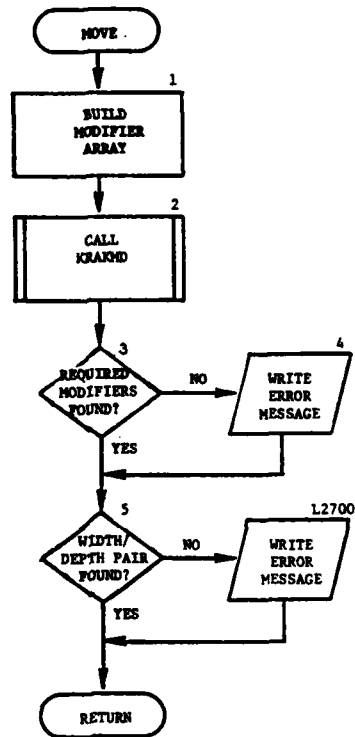 MOVE
1
BUILD
MODIFIER
ARRAY
2
CALL
KRAKMD
3
REQUIRED
MODIFIERS
FOUND?
NO
4
WRITE
ERROR
MESSAGE
YES
5
WIDTH/
DEPTH PAIR
FOUND?
NO
L2700
WRITE
ERROR
MESSAGE
YES
RETURN